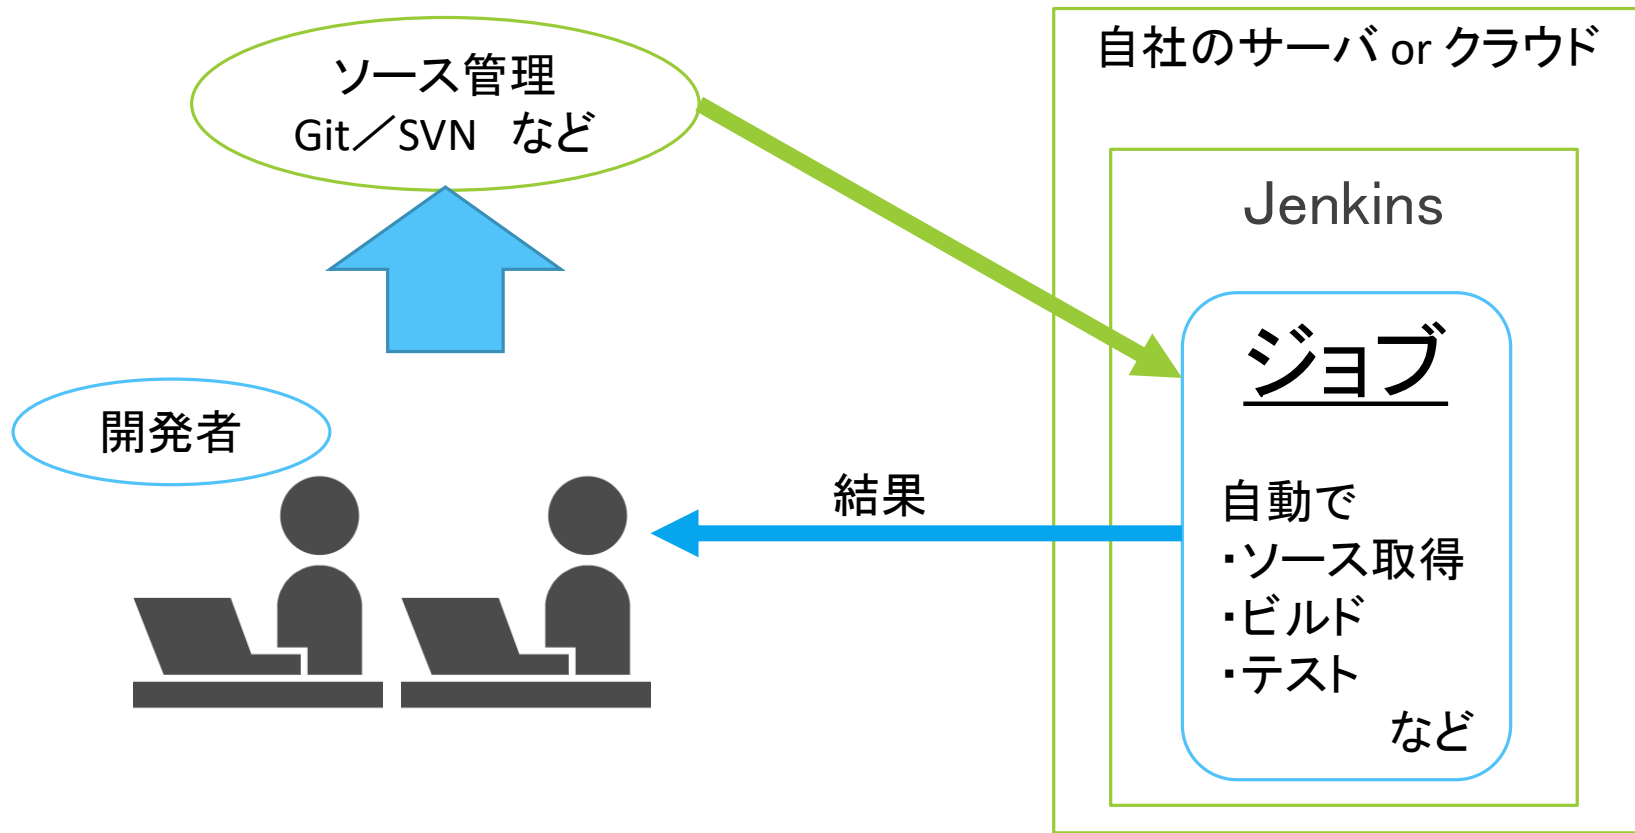 ソース管理
Git／SVN　など
自社のサーバ or クラウド
Jenkins
ジョブ
自動で
・ソース取得
・ビルド
・テスト
など
開発者
結果